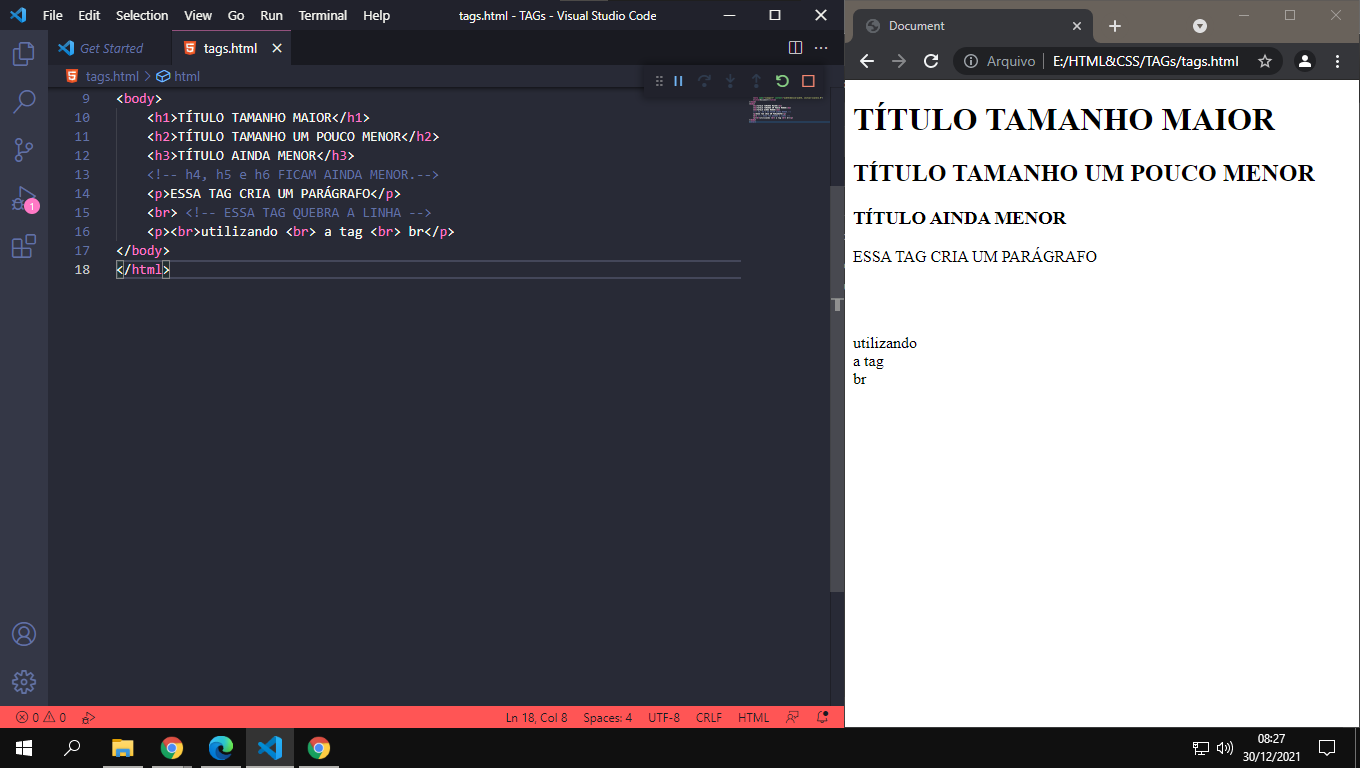 File Edit Selection View Go Run Terminal Help tags.html - TAGs - Visual Studio Code
Get Started tags.html
tags.html > html
9 <body>
10 <h1>TÍTULO TAMANHO MAIOR</h1>
11 <h2>TÍTULO TAMANHO UM POUCO MENOR</h2>
12 <h3>TÍTULO AINDA MENOR</h3>
13 <!-- h4, h5 e h6 FICAM AINDA MENOR.-->
14 <p>ESSA TAG CRIA UM PARÁGRAFO</p>
15 <br> <!-- ESSA TAG QUEBRA A LINHA -->
16 <p><br>utilizando <br> a tag <br> br</p>
17 </body>
18 </html>
1
0 0
Ln 18, Col 8 Spaces: 4 UTF-8 CRLF HTML
Document
Arquivo E:/HTML&CSS/TAGs/tags.html
TÍTULO TAMANHO MAIOR
TÍTULO TAMANHO UM POUCO MENOR
TÍTULO AINDA MENOR
ESSA TAG CRIA UM PARÁGRAFO
utilizando
a tag
br
08:27
30/12/2021